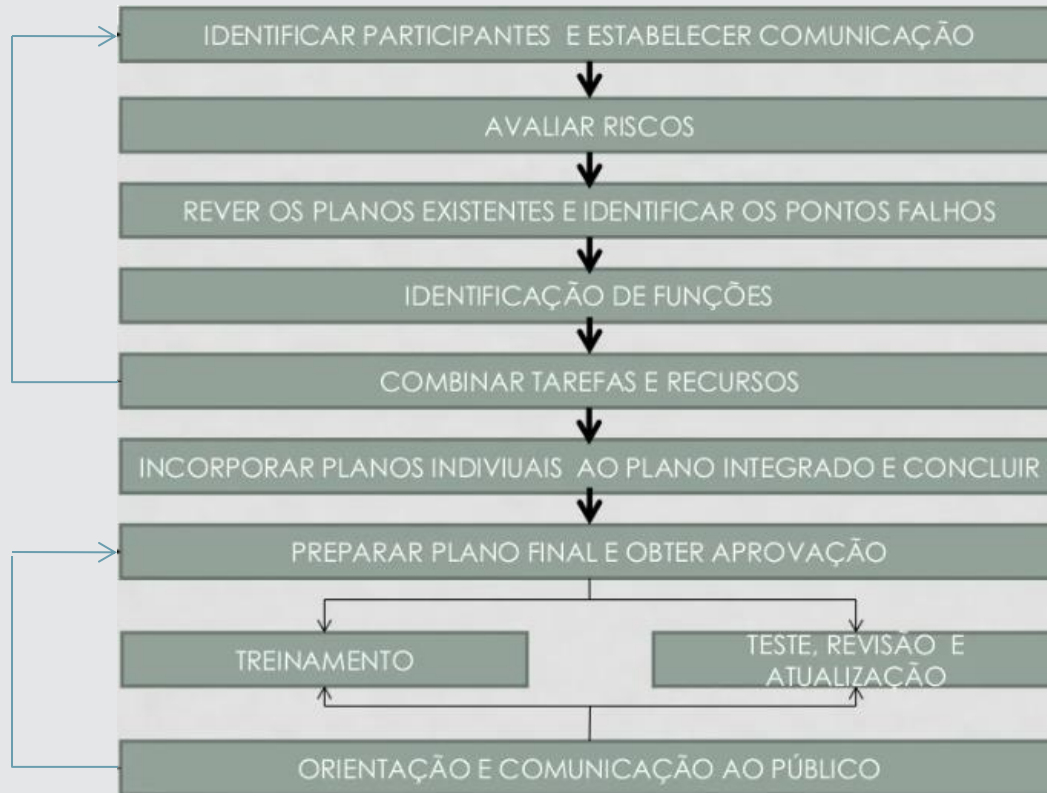 IDENTIFICAR PARTICIPANTES E ESTABELECER COMUNICAÇÃO
AVALIAR RISCOS
REVER OS PLANOS EXISTENTES E IDENTIFICAR OS PONTOS FALHOS
IDENTIFICAÇÃO DE FUNÇÕES
COMBINAR TAREFAS E RECURSOS
INCORPORAR PLANOS INDIVIUAIS AO PLANO INTEGRADO E CONCLUIR
PREPARAR PLANO FINAL E OBTER APROVAÇÃO
TREINAMENTO
TESTE, REVISÃO E
ATUALIZAÇÃO
ORIENTAÇÃO E COMUNICAÇÃO AO PÚBLICO